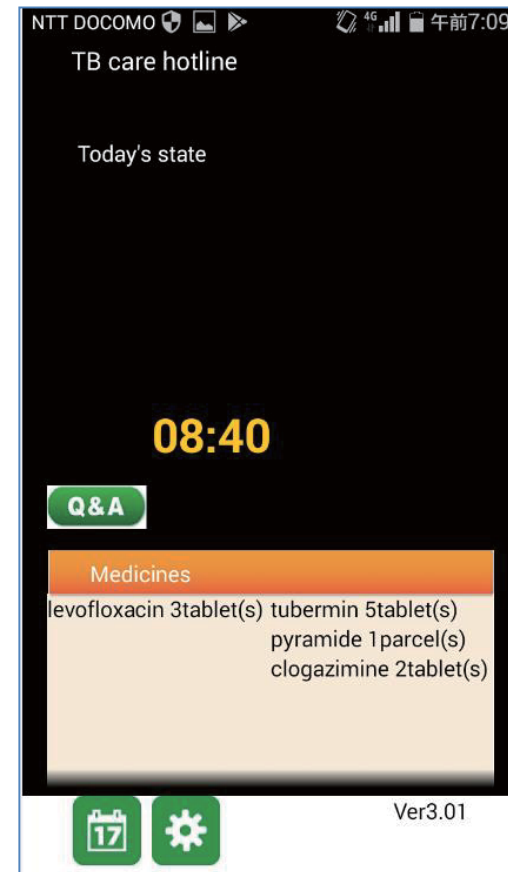 NTT DOCOMO 4G 午前7:09
TB care hotline
Today's state
08:40
Q&A
Medicines
levofloxacin 3tablet(s) tubermin 5tablet(s)
pyramide 1parcel(s)
clogazimine 2tablet(s)
17
Ver3.01